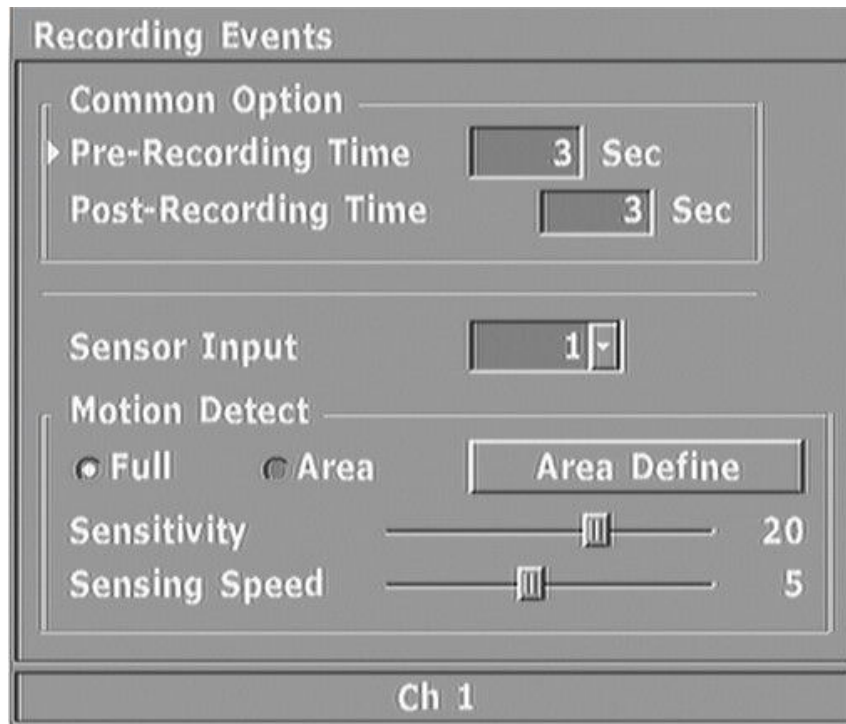 Recording Events
Common Option
Pre-Recording Time 3 Sec
Post-Recording Time 3 Sec
Sensor Input 1
Motion Detect
Full Area Area Define
Sensitivity 20
Sensing Speed 5
Ch 1